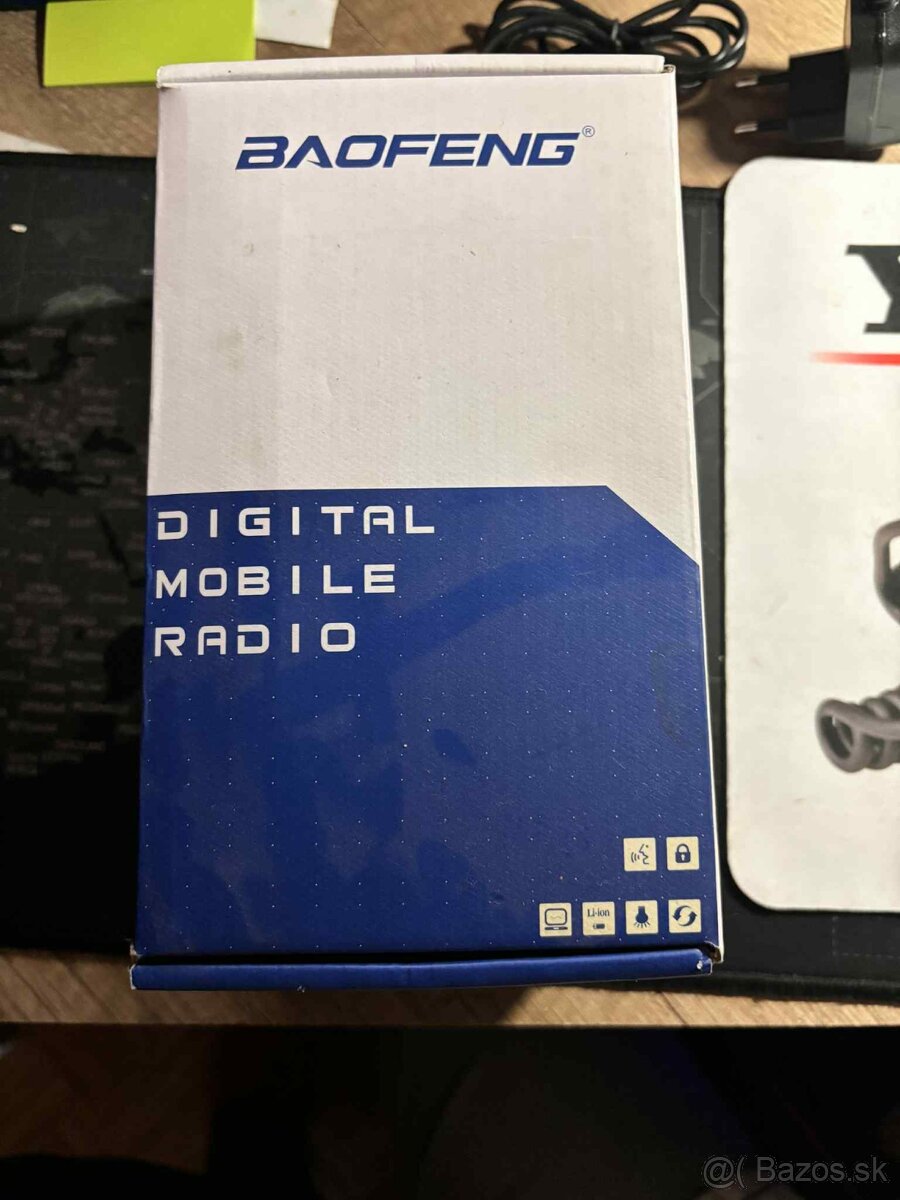 BAOFENG®
DIGITAL
MOBILE
RADIO
Li-ion
@( Bazos.sk